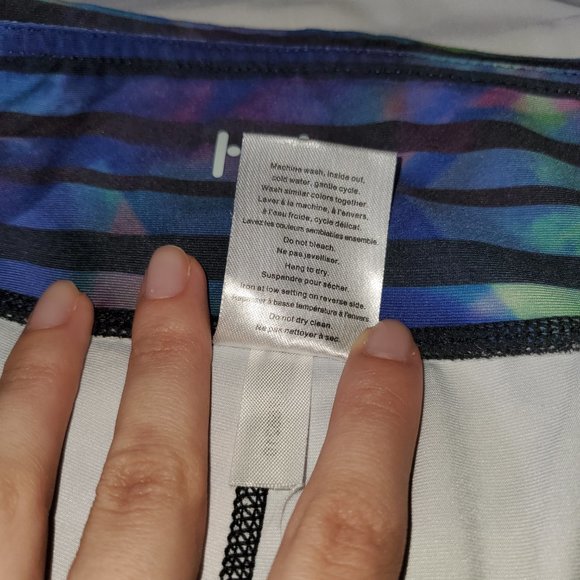 Machine wash, inside out,
cold water, gentle cycle.
Wash similar colors together.
Laver à la machine, à l'envers,
à l'eau froide, cycle délicat.
Lavez les couleurs semblables ensemble.
Do not bleach.
Ne pas javelliser.
Hang to dry.
Suspendre pour sécher.
Iron at low setting on reverse side.
Repasser à basse température à l'envers.
Do not dry clean.
Ne pas nettoyer à sec.